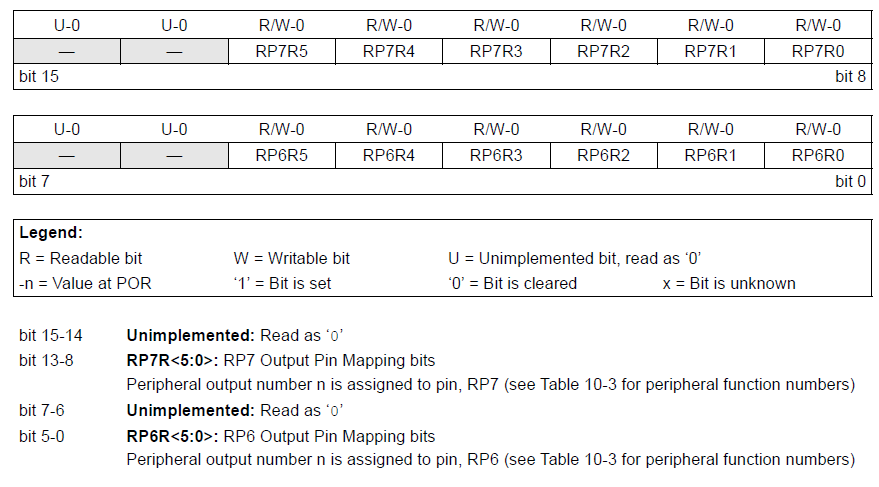 U-0 U-0 R/W-0 R/W-0 R/W-0 R/W-0 R/W-0 R/W-0
— — RP7R5 RP7R4 RP7R3 RP7R2 RP7R1 RP7R0
bit 15 bit 8
U-0 U-0 R/W-0 R/W-0 R/W-0 R/W-0 R/W-0 R/W-0
— — RP6R5 RP6R4 RP6R3 RP6R2 RP6R1 RP6R0
bit 7 bit 0
Legend:
R = Readable bit W = Writable bit U = Unimplemented bit, read as ‘0’
-n = Value at POR ‘1’ = Bit is set ‘0’ = Bit is cleared x = Bit is unknown
bit 15-14 Unimplemented: Read as ‘0’
bit 13-8 RP7R<5:0>: RP7 Output Pin Mapping bits
Peripheral output number n is assigned to pin, RP7 (see Table 10-3 for peripheral function numbers)
bit 7-6 Unimplemented: Read as ‘0’
bit 5-0 RP6R<5:0>: RP6 Output Pin Mapping bits
Peripheral output number n is assigned to pin, RP6 (see Table 10-3 for peripheral function numbers)